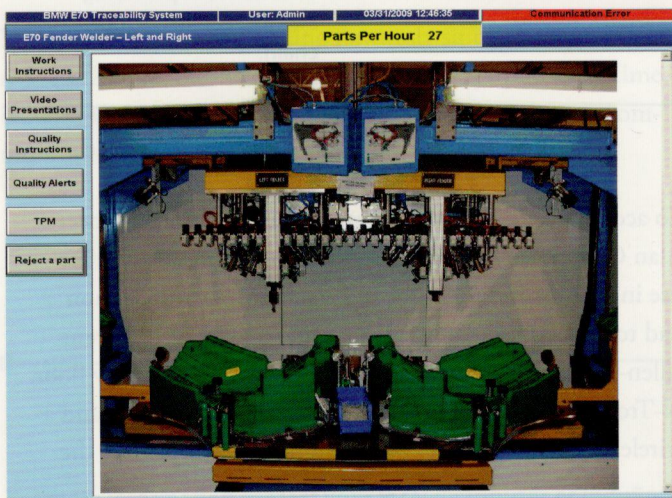 BMW E70 Traceability System User: Admin 03/31/2009 12:46:35 Communication Error
E70 Fender Welder – Left and Right Parts Per Hour 27
Work
Instructions
Video
Presentations
Quality
Instructions
Quality Alerts
TPM
Reject a part
LEFT FENDER RIGHT FENDER